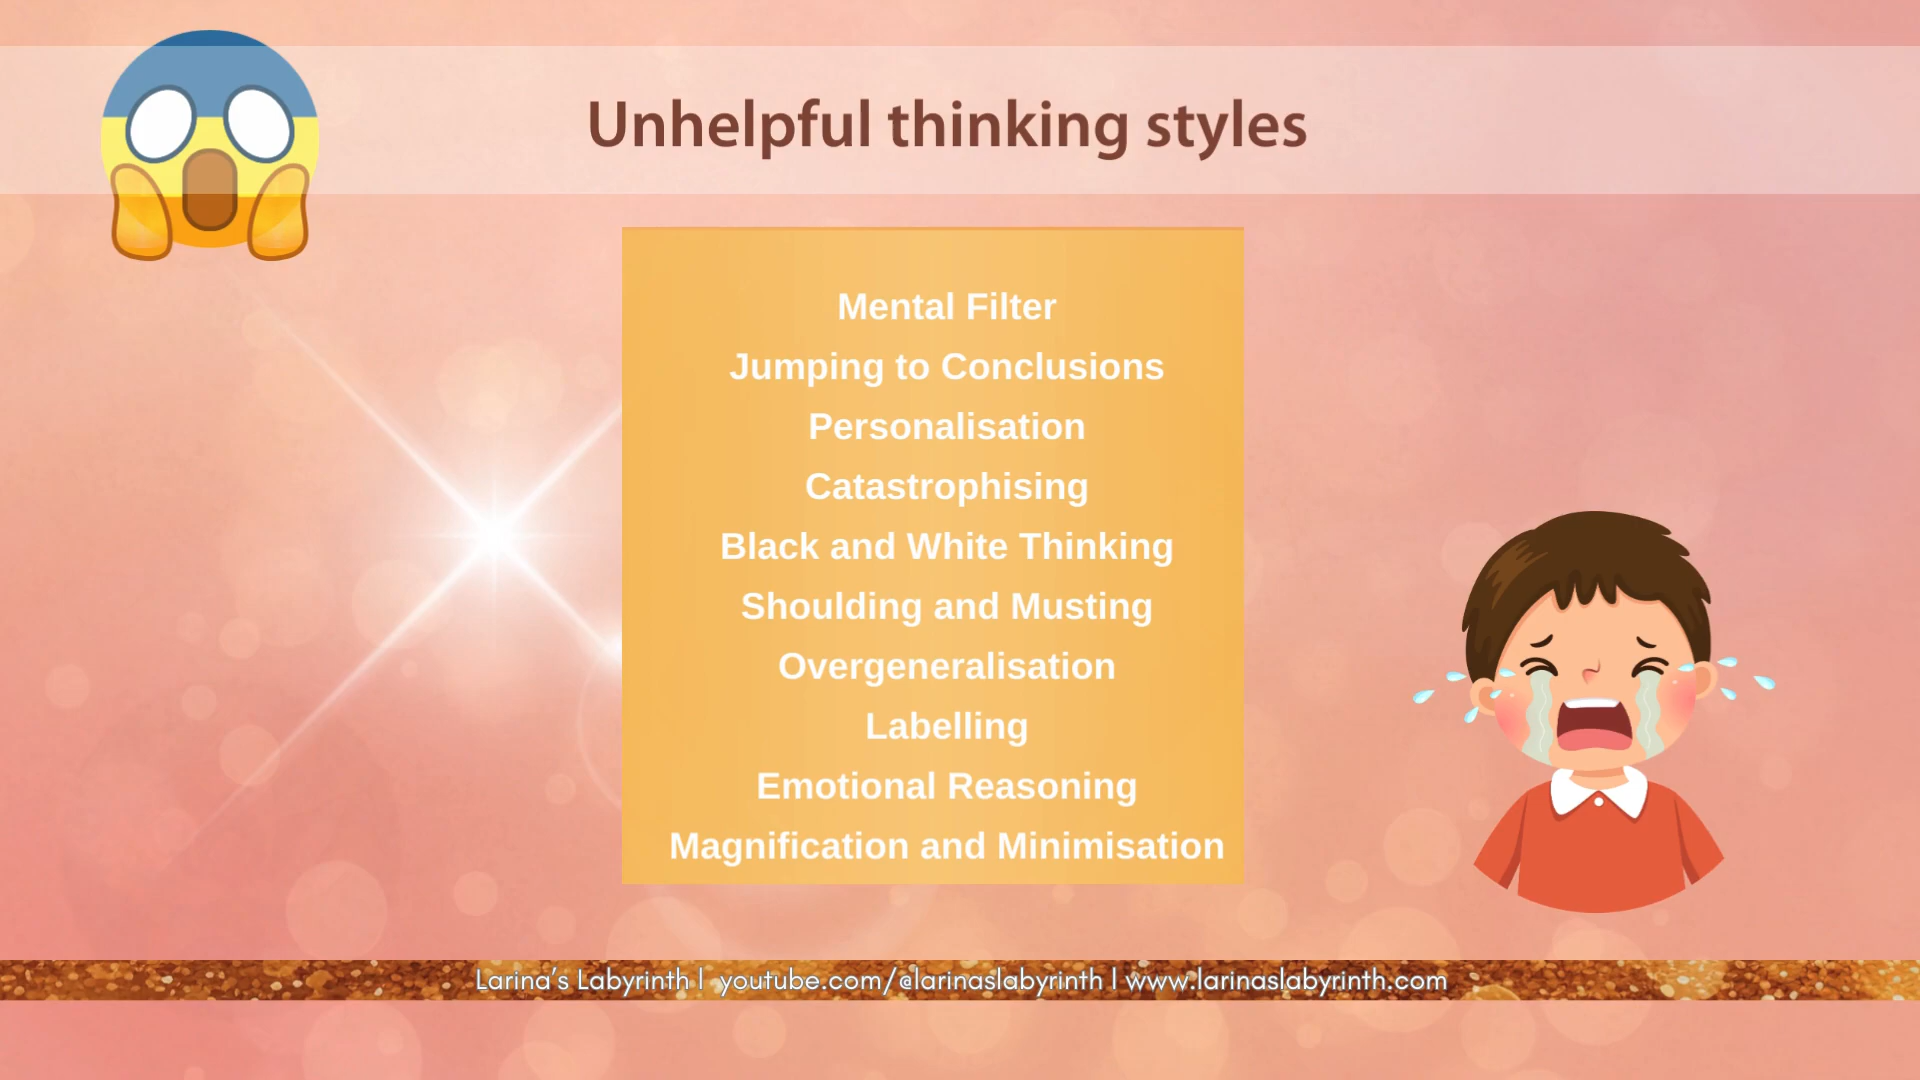 Unhelpful thinking styles
Mental Filter
Jumping to Conclusions
Personalisation
Catastrophising
Black and White Thinking
Shoulding and Musting
Overgeneralisation
Labelling
Emotional Reasoning
Magnification and Minimisation
Larina's Labyrinth | youtube.com/@larinaslabyrinth | www.larinaslabyrinth.com